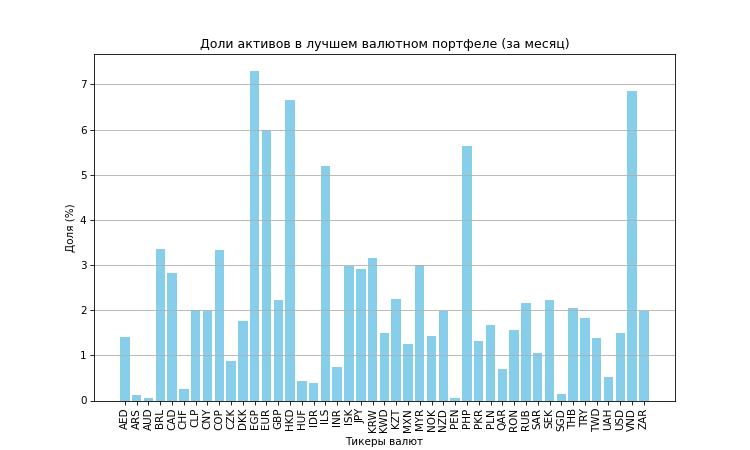 Доли активов в лучшем валютном портфеле (за месяц)
Доля (%)
7
6
5
4
3
2
1
0
AED ARS AUD BRL CAD CHF CLP CNY COP CZK DKK EGP EUR GBP HKD HUF IDR ILS INR ISK JPY KRW KWD KZT MXN MYR NOK NZD PEN PHP PKR PLN QAR RON RUB SAR SEK SGD THB TRY TWD UAH USD VND ZAR
Тикеры валют